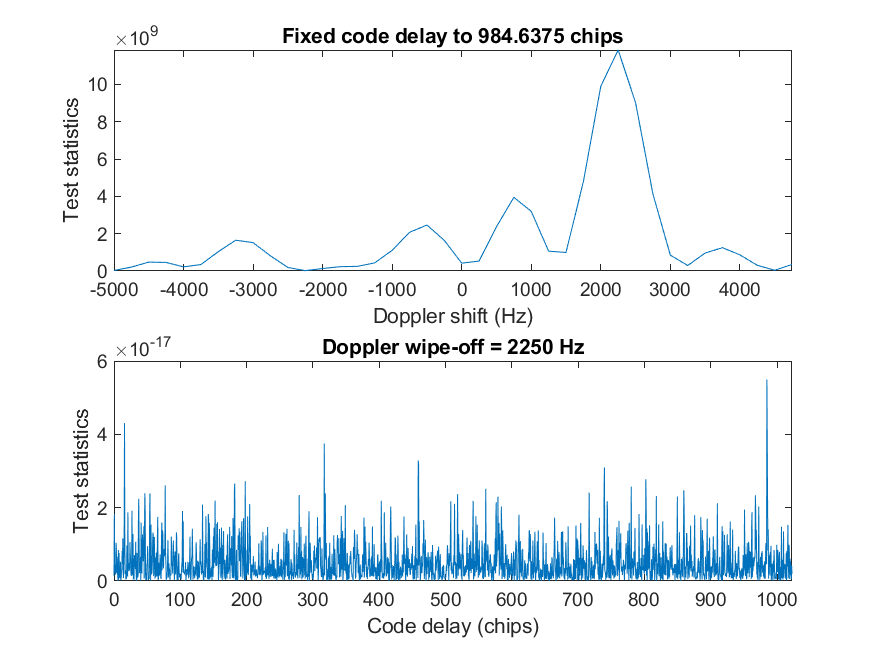 ×10⁹
Fixed code delay to 984.6375 chips
10
8
6
4
2
0
Test statistics
-5000 -4000 -3000 -2000 -1000 0 1000 2000 3000 4000
Doppler shift (Hz)
×10⁻¹⁷
Doppler wipe-off = 2250 Hz
6
4
2
0
Test statistics
0 100 200 300 400 500 600 700 800 900 1000
Code delay (chips)